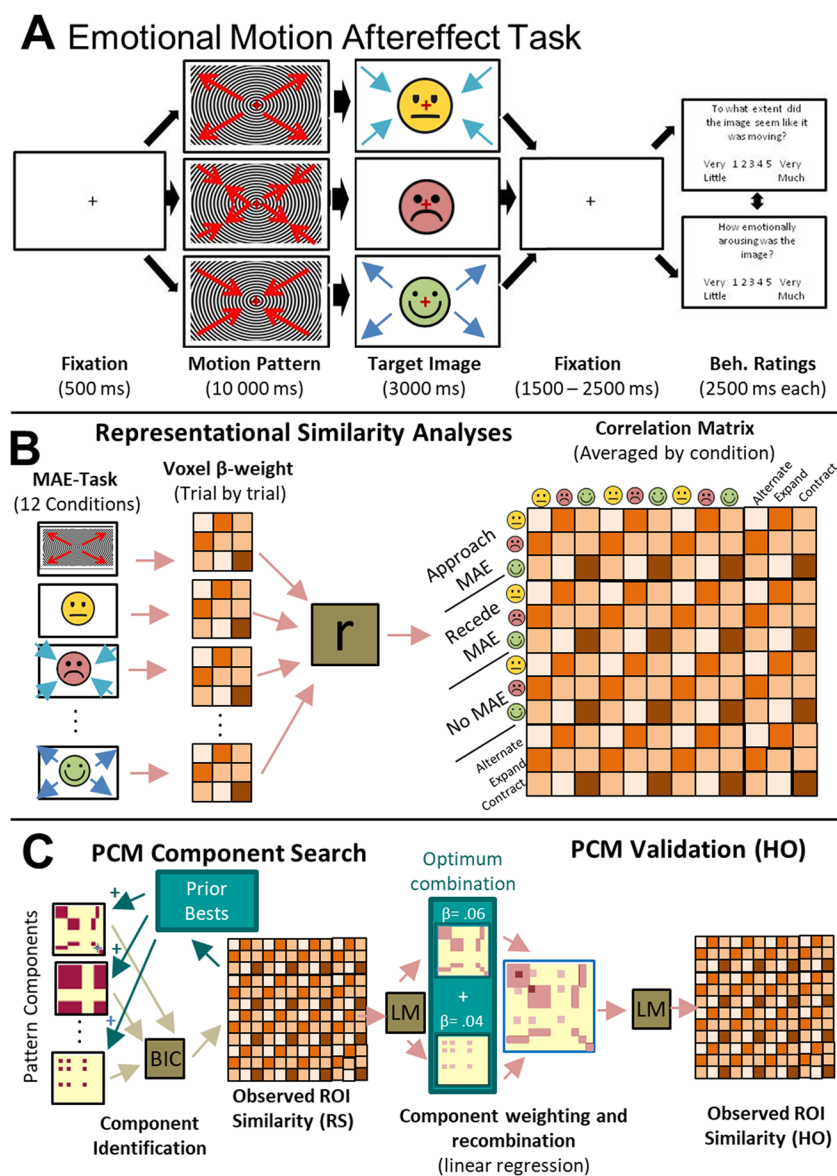 A Emotional Motion Aftereffect Task
+
+
+
+
+
+
+
+
To what extent did
the image seem like it
was moving?
Very 1 2 3 4 5 Very
Little Much
How emotionally
arousing was the
image?
Very 1 2 3 4 5 Very
Little Much
Fixation
(500 ms)
Motion Pattern
(10 000 ms)
Target Image
(3000 ms)
Fixation
(1500 – 2500 ms)
Beh. Ratings
(2500 ms each)
B
Representational Similarity Analyses
MAE-Task
(12 Conditions)
Voxel β-weight
(Trial by trial)
Correlation Matrix
(Averaged by condition)
Alternate
Expand
Contract
r
Approach
MAE
Recede
MAE
No MAE
Alternate
Expand
Contract
C
PCM Component Search
PCM Validation (HO)
Optimum
combination
Prior
Bests
+
+
+
+
Pattern Components
BIC
LM
β= .06
+
β= .04
LM
Component
Identification
Observed ROI
Similarity (RS)
Component weighting and
recombination
(linear regression)
Observed ROI
Similarity (HO)